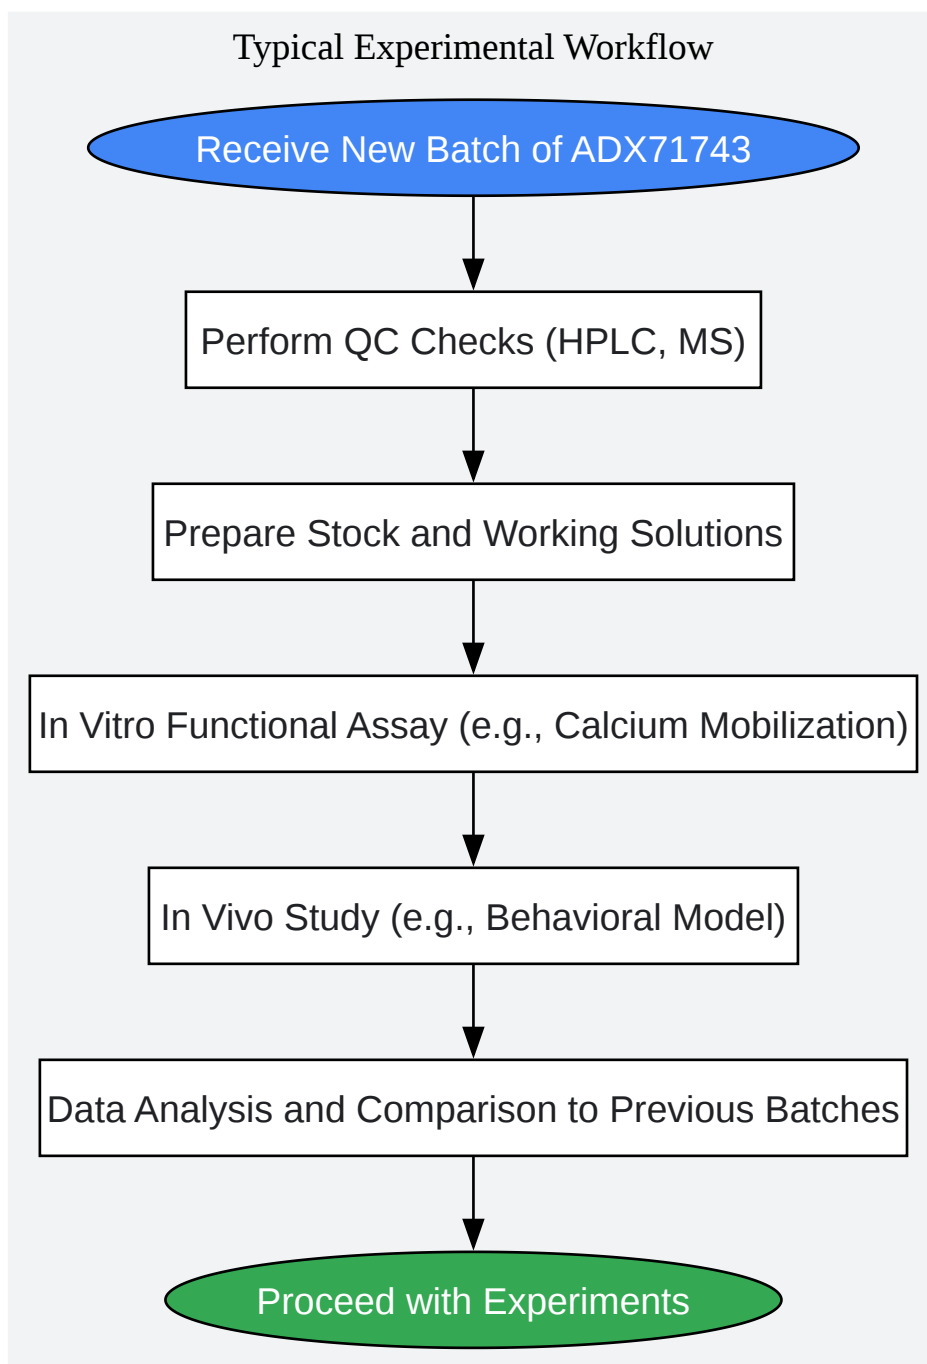 Typical Experimental Workflow
Receive New Batch of ADX71743
Perform QC Checks (HPLC, MS)
Prepare Stock and Working Solutions
In Vitro Functional Assay (e.g., Calcium Mobilization)
In Vivo Study (e.g., Behavioral Model)
Data Analysis and Comparison to Previous Batches
Proceed with Experiments